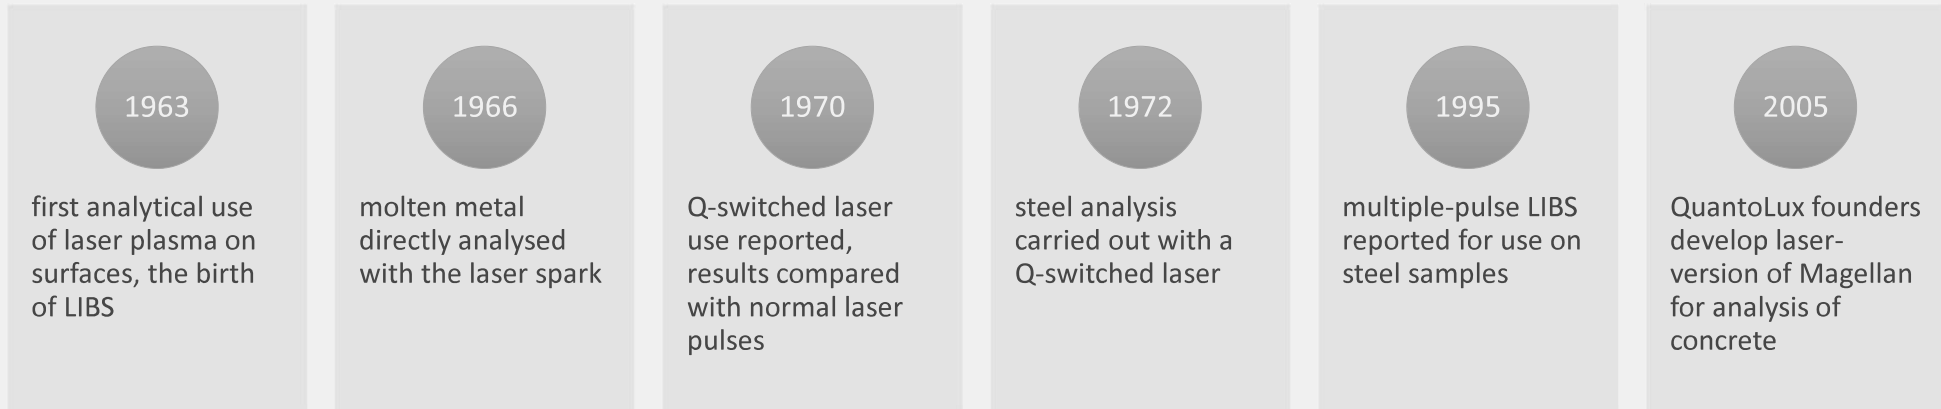 1963
first analytical use
of laser plasma on
surfaces, the birth
of LIBS
1966
molten metal
directly analysed
with the laser spark
1970
Q-switched laser
use reported,
results compared
with normal laser
pulses
1972
steel analysis
carried out with a
Q-switched laser
1995
multiple-pulse LIBS
reported for use on
steel samples
2005
QuantoLux founders
develop laser-
version of Magellan
for analysis of
concrete